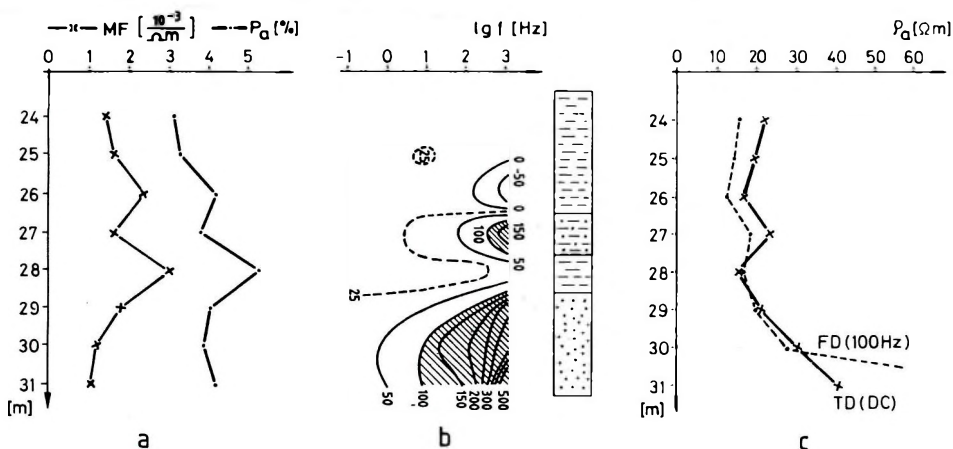 MF [10⁻³/Ωm] Pa [%]
0 1 2 3 4 5
24
25
26
27
28
29
30
31
[m]
a
lg f [Hz]
-1 0 1 2 3
25
0 -50
0
150
100
50
25
50
100
150
200
300
500
b
ρa [Ωm]
0 10 20 30 40 50 60
24
25
26
27
28
29
30
31
[m]
FD (100Hz)
TD (DC)
c